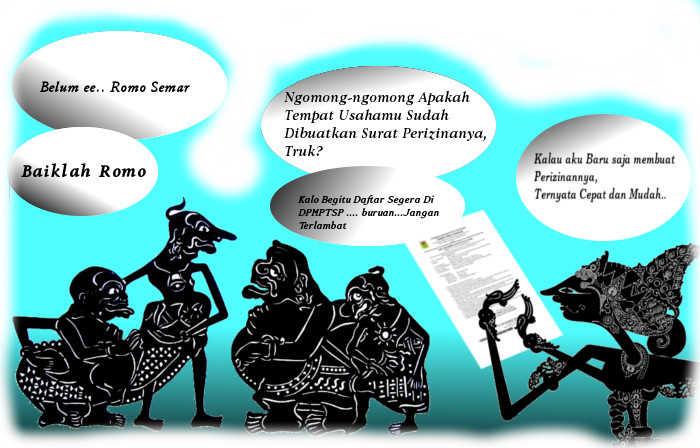 Belum ee.. Romo Semar
Baiklah Romo
Ngomong-ngomong Apakah
Tempat Usahamu Sudah
Dibuatkan Surat Perizinanya,
Truk?
Kalo Begitu Daftar Segera Di
DPMPTSP .... buruan...Jangan
Terlambat
Kalau aku Baru saja membuat
Perizinannya,
Ternyata Cepat dan Mudah..